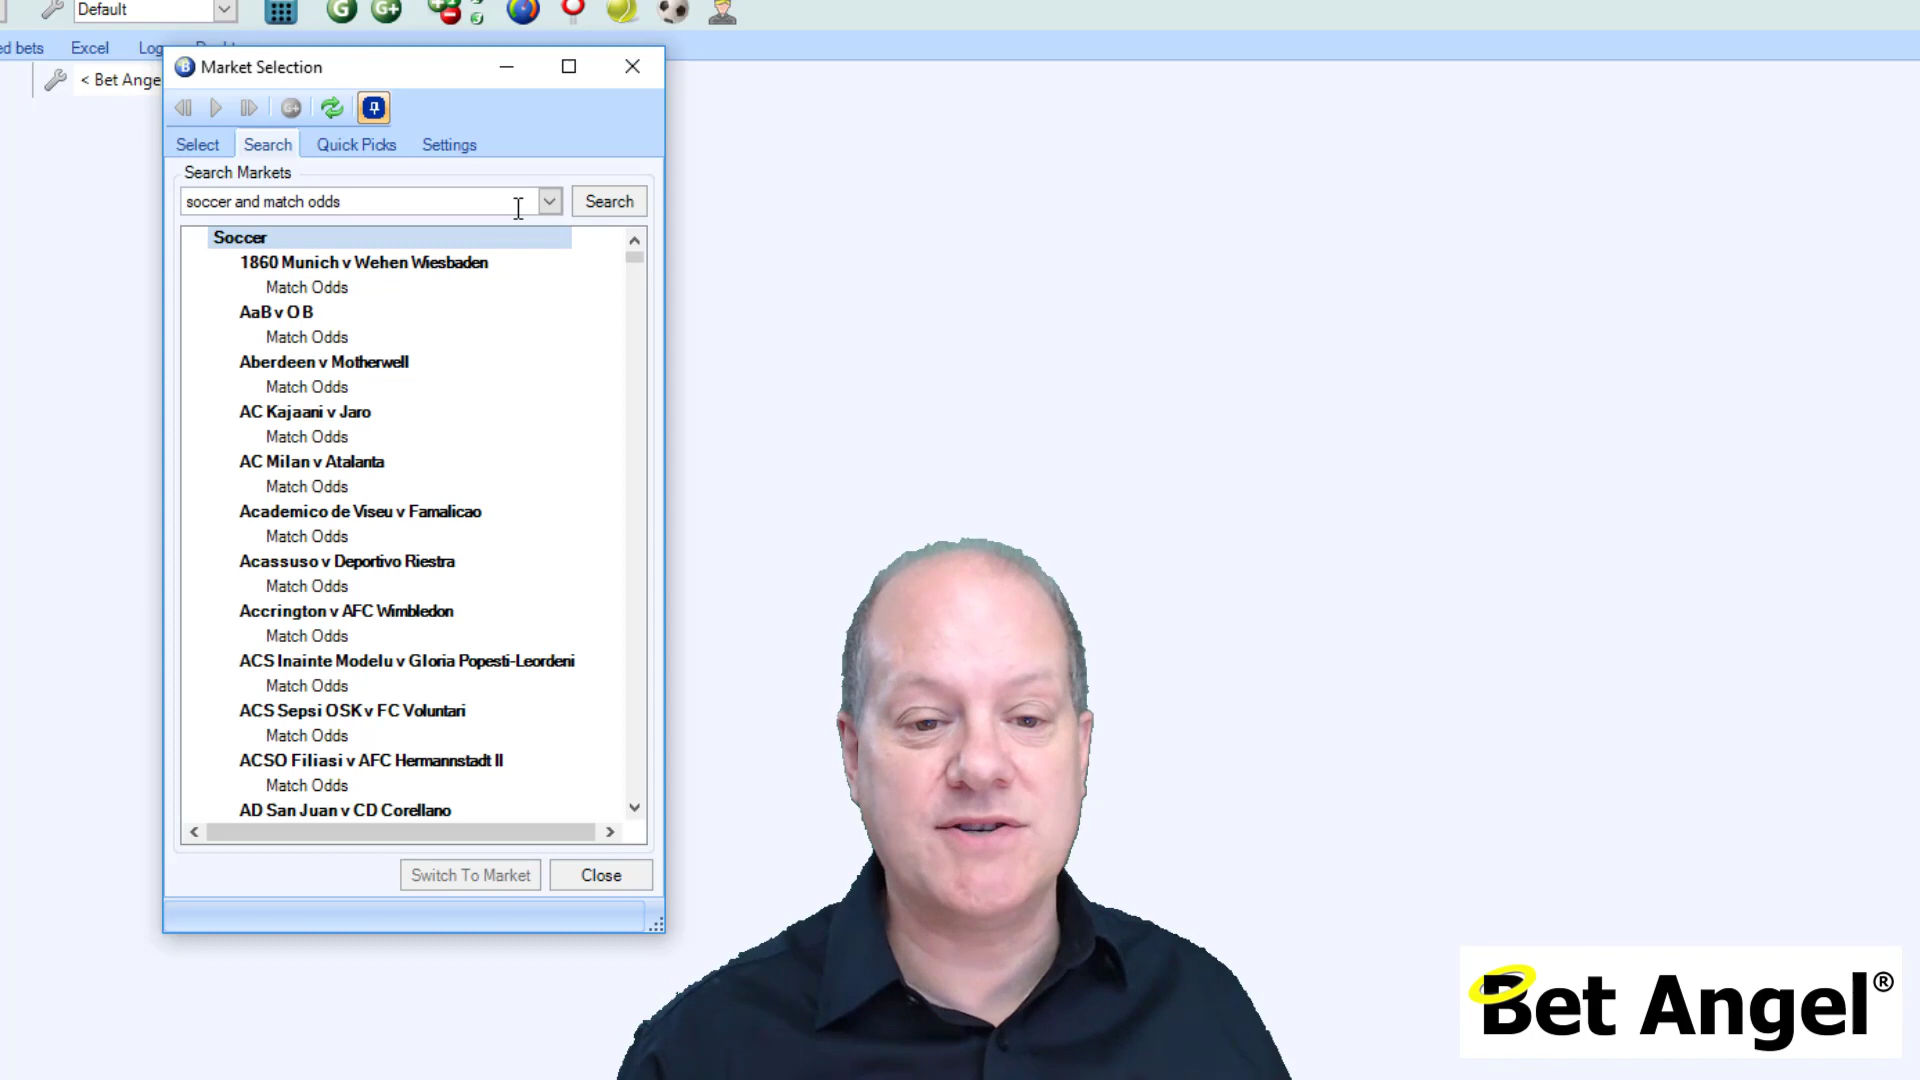 Default
ed bets Excel Log
< Bet Ange
Market Selection
Select Search Quick Picks Settings
Search Markets
soccer and match odds Search
Soccer
1860 Munich v Wehen Wiesbaden
Match Odds
AaB v O B
Match Odds
Aberdeen v Motherwell
Match Odds
AC Kajaani v Jaro
Match Odds
AC Milan v Atalanta
Match Odds
Academico de Viseu v Famalicao
Match Odds
Acassuso v Deportivo Riestra
Match Odds
Accrington v AFC Wimbledon
Match Odds
ACS Inainte Modelu v Gloria Popesti-Leordeni
Match Odds
ACS Sepsi OSK v FC Voluntari
Match Odds
ACSO Filiasi v AFC Hermannstadt II
Match Odds
AD San Juan v CD Corellano
Switch To Market Close
Bet Angel®